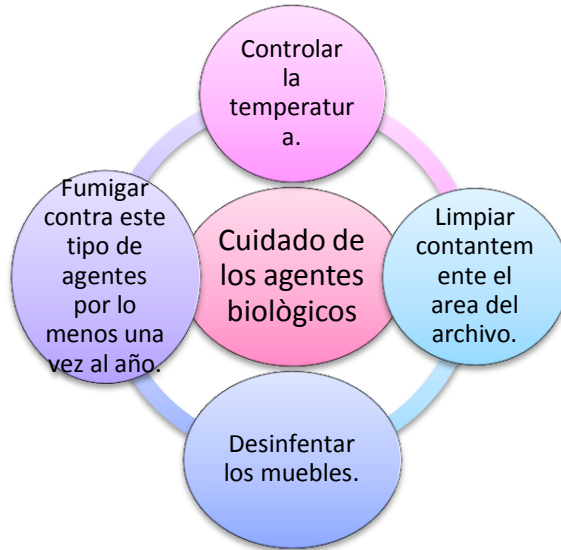 Controlar
la
temperatur
a.
Fumigar
contra este
tipo de
agentes
por lo
menos una
vez al año.
Cuidado de
los agentes
biològicos
Limpiar
contantem
ente el
area del
archivo.
Desinfentar
los muebles.